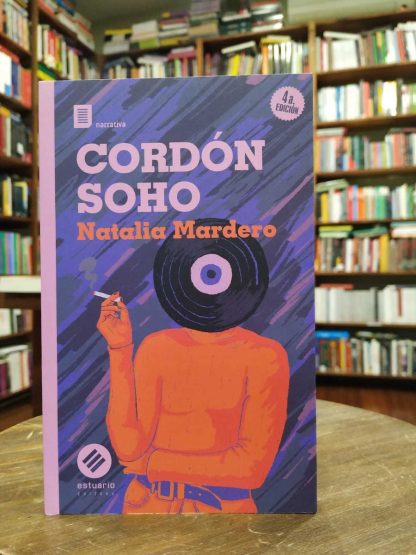 4a.
EDICIÓN
narrativa
CORDÓN
SOHO
Natalia Mardero
estuario
editora